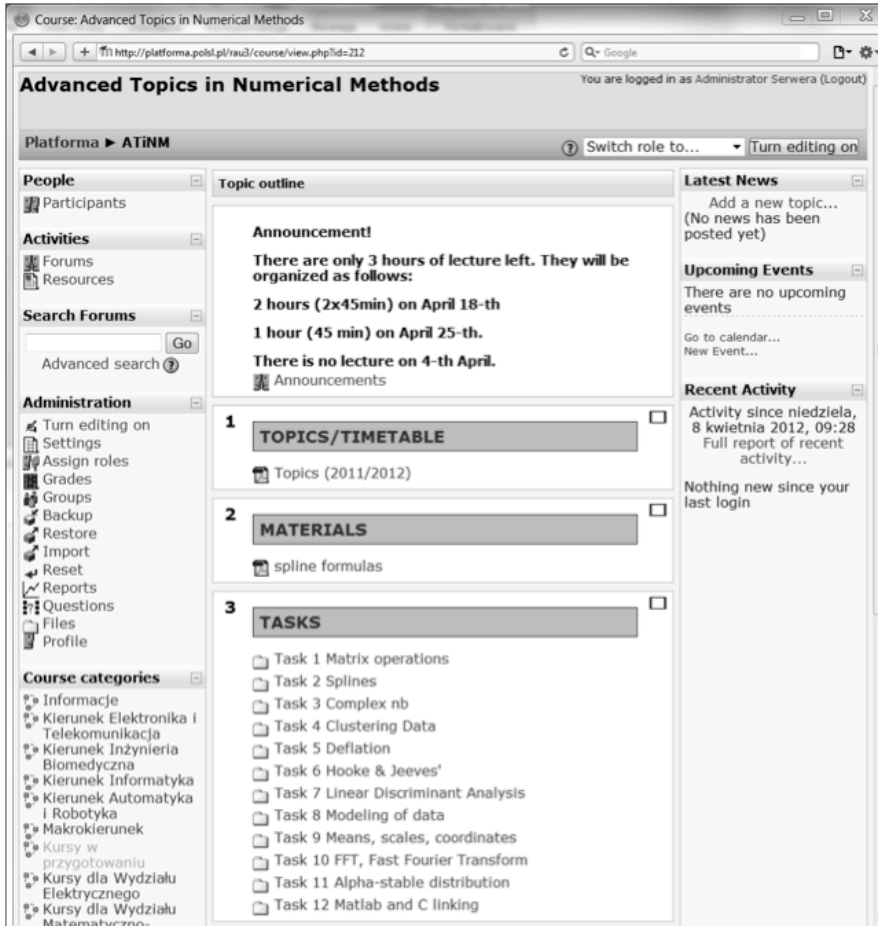 Course: Advanced Topics in Numerical Methods
http://platforma.polsl.pl/rau3/course/view.php?id=212
Google
Advanced Topics in Numerical Methods
You are logged in as Administrator Serwera (Logout)
Platforma ► ATiNM
Switch role to...
Turn editing on
People
Participants
Activities
Forums
Resources
Search Forums
Go
Advanced search
Administration
Turn editing on
Settings
Assign roles
Grades
Groups
Backup
Restore
Import
Reset
Reports
Questions
Files
Profile
Course categories
Informacje
Kierunek Elektronika i
Telekomunikacja
Kierunek Inżynieria
Biomedyczna
Kierunek Informatyka
Kierunek Automatyka
i Robotyka
Makrokierunek
Kursy w
przygotowaniu
Kursy dla Wydziału
Elektrycznego
Kursy dla Wydziału
Matematyczno-
Topic outline
Announcement!
There are only 3 hours of lecture left. They will be
organized as follows:
2 hours (2x45min) on April 18-th
1 hour (45 min) on April 25-th.
There is no lecture on 4-th April.
Announcements
1
TOPICS/TIMETABLE
Topics (2011/2012)
2
MATERIALS
spline formulas
3
TASKS
Task 1 Matrix operations
Task 2 Splines
Task 3 Complex nb
Task 4 Clustering Data
Task 5 Deflation
Task 6 Hooke & Jeeves'
Task 7 Linear Discriminant Analysis
Task 8 Modeling of data
Task 9 Means, scales, coordinates
Task 10 FFT, Fast Fourier Transform
Task 11 Alpha-stable distribution
Task 12 Matlab and C linking
Latest News
Add a new topic...
(No news has been
posted yet)
Upcoming Events
There are no upcoming
events
Go to calendar...
New Event...
Recent Activity
Activity since niedziela,
8 kwietnia 2012, 09:28
Full report of recent
activity...
Nothing new since your
last login